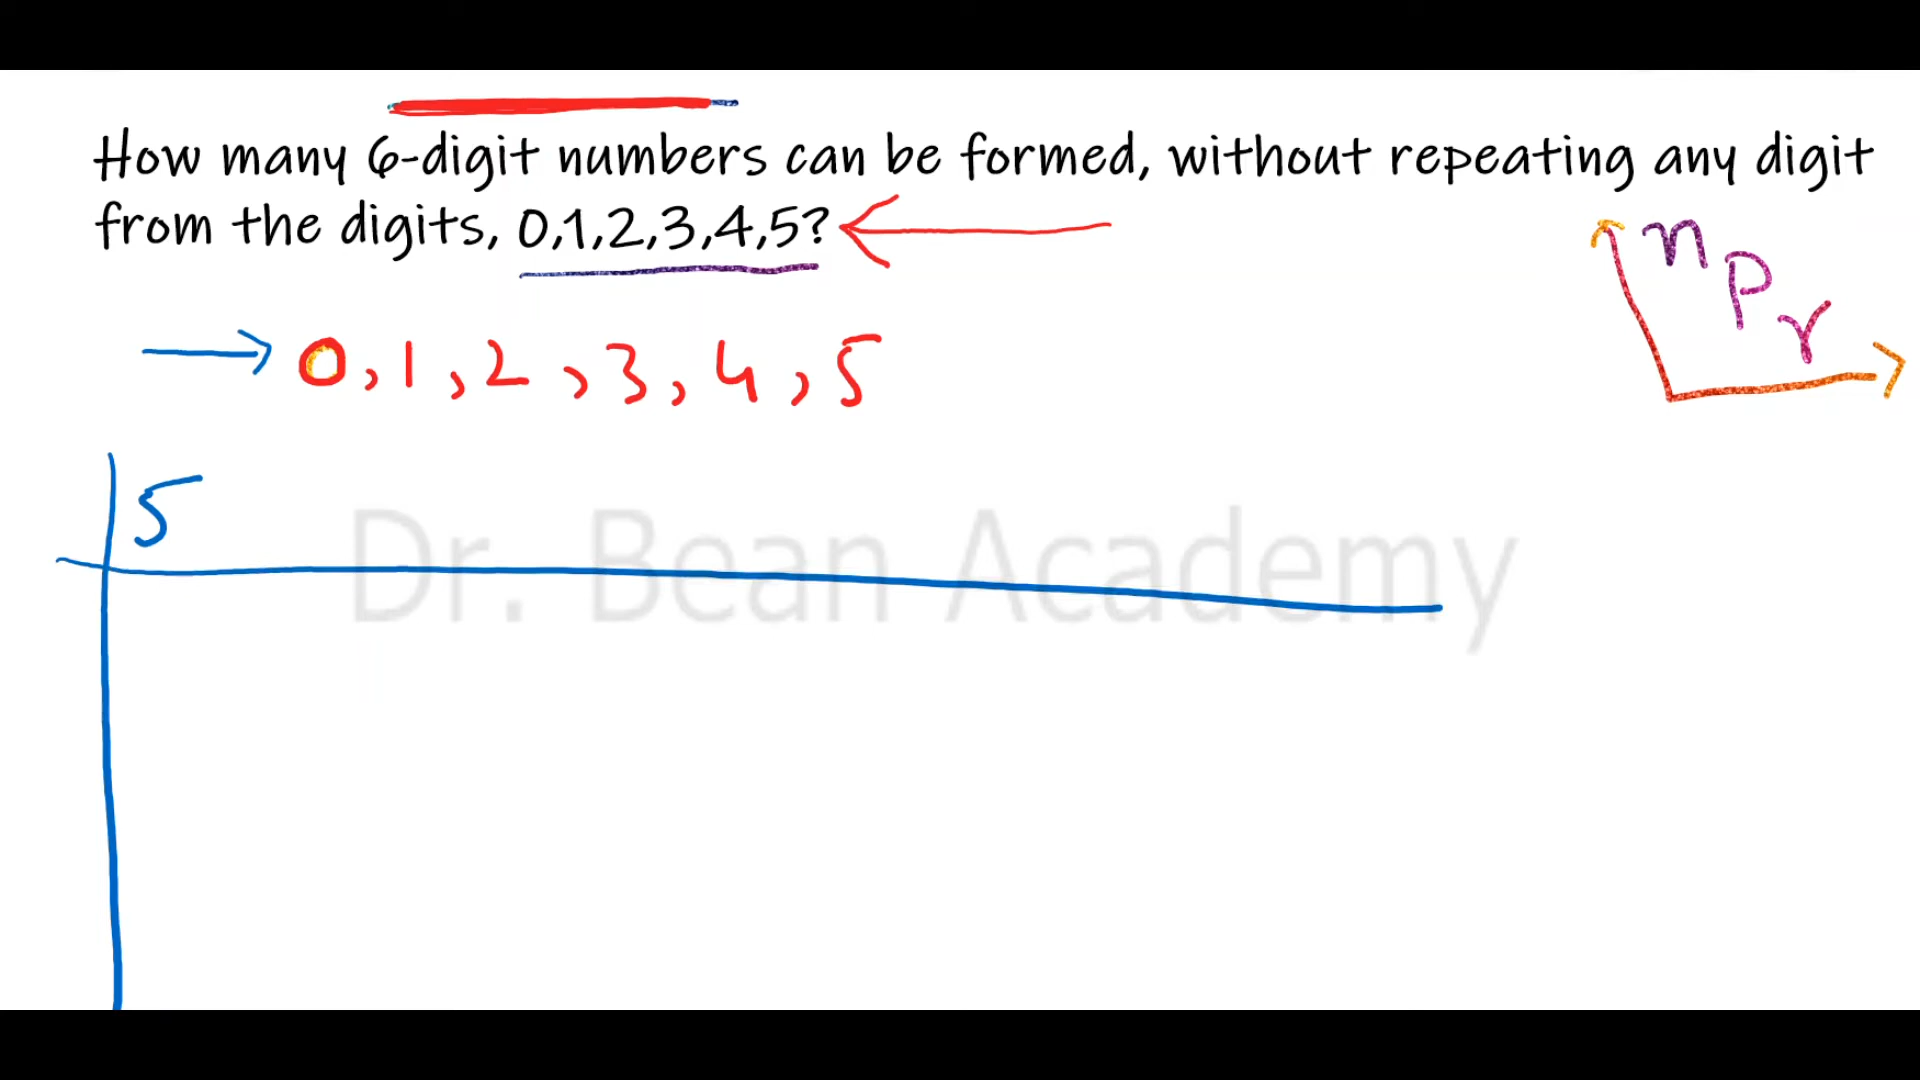 How many 6-digit numbers can be formed, without repeating any digit
from the digits, 0,1,2,3,4,5?
n P r
0, 1, 2, 3, 4, 5
5
Dr. Bean Academy